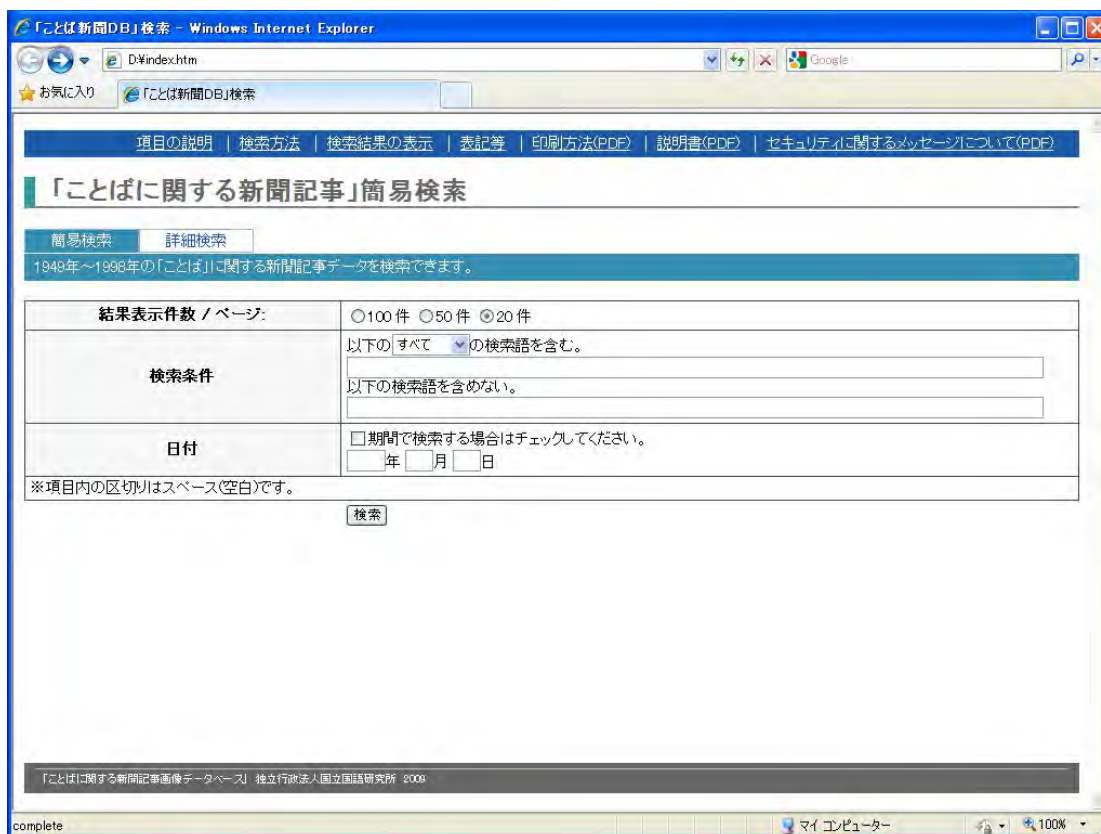 「ことば新聞DB」検索 - Windows Internet Explorer
D:¥index.htm
Google
お気に入り
「ことば新聞DB」検索
項目の説明 | 検索方法 | 検索結果の表示 | 表記等 | 印刷方法(PDF) | 説明書(PDF) | セキュリティに関するメッセージについて(PDF)
「ことばに関する新聞記事」簡易検索
簡易検索 詳細検索
1949年～1998年の「ことば」に関する新聞記事データを検索できます。
結果表示件数 / ページ: 100件 50件 20件
以下の すべて の検索語を含む。
検索条件
以下の検索語を含めない。
期間で検索する場合はチェックしてください。
日付
年 月 日
※項目内の区切りはスペース(空白)です。
検索
「ことばに関する新聞記事画像データベース」 独立行政法人国立国語研究所 2009
complete マイ コンピューター 100%